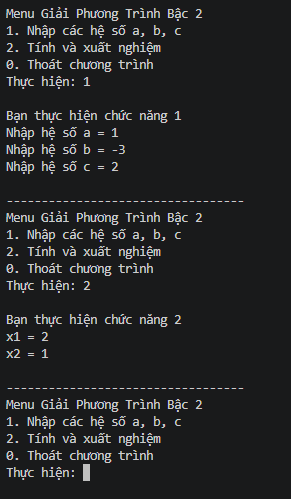 Menu Giải Phương Trình Bậc 2
1. Nhập các hệ số a, b, c
2. Tính và xuất nghiệm
0. Thoát chương trình
Thực hiện: 1
Bạn thực hiện chức năng 1
Nhập hệ số a = 1
Nhập hệ số b = -3
Nhập hệ số c = 2
----------------------------------
Menu Giải Phương Trình Bậc 2
1. Nhập các hệ số a, b, c
2. Tính và xuất nghiệm
0. Thoát chương trình
Thực hiện: 2
Bạn thực hiện chức năng 2
x1 = 2
x2 = 1
----------------------------------
Menu Giải Phương Trình Bậc 2
1. Nhập các hệ số a, b, c
2. Tính và xuất nghiệm
0. Thoát chương trình
Thực hiện: